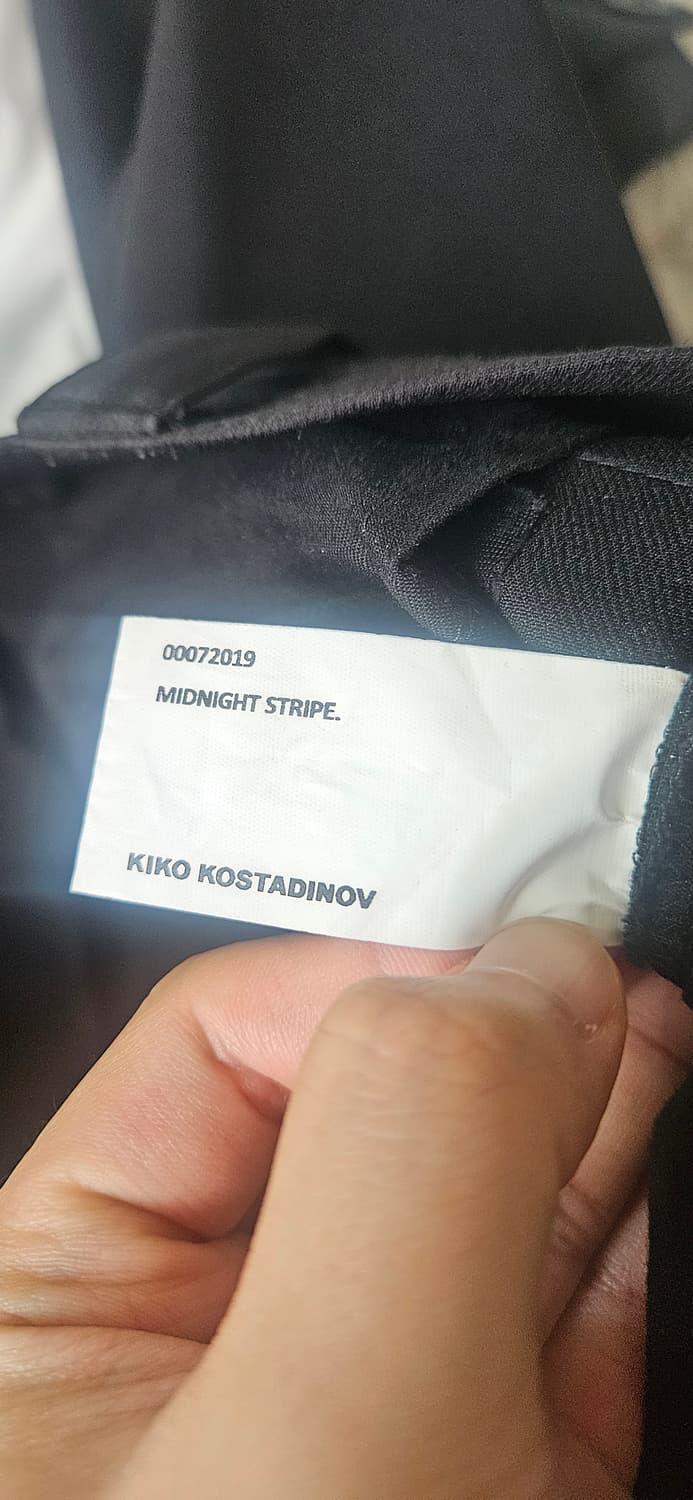 00072019
MIDNIGHT STRIPE.
KIKO KOSTADINOV